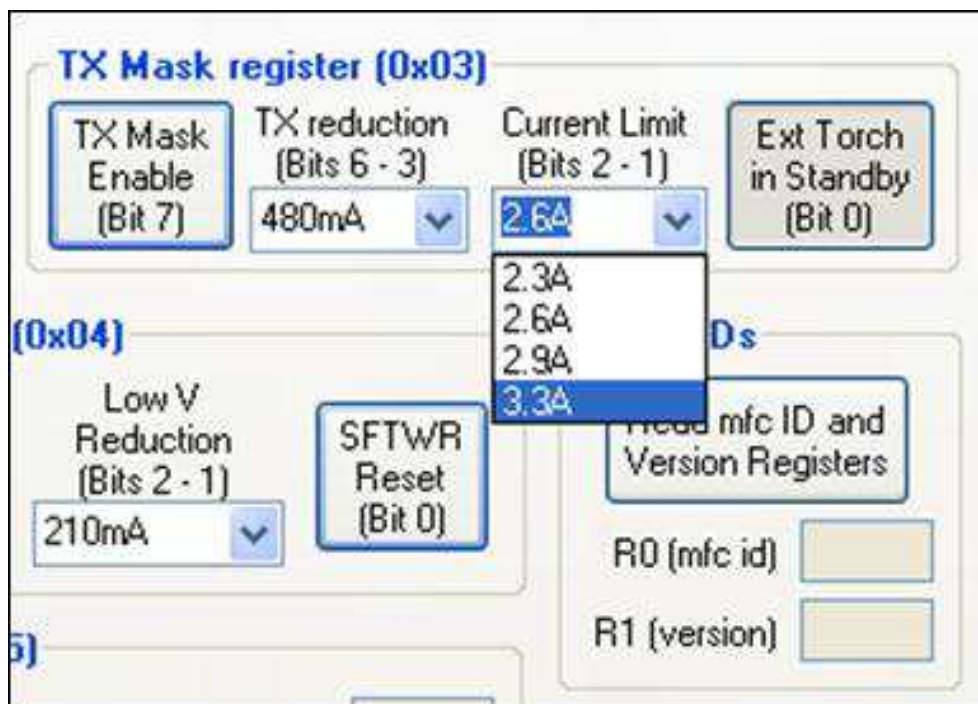 TX Mask register (0x03)
TX Mask
Enable
(Bit 7)
TX reduction
(Bits 6 - 3)
480mA
Current Limit
(Bits 2 - 1)
2.6A
2.3A
2.6A
2.9A
3.3A
Ext Torch
in Standby
(Bit 0)
(0x04)
Low V
Reduction
(Bits 2 - 1)
210mA
SFTWR
Reset
(Bit 0)
Ds
mfc ID and
Version Registers
R0 (mfc id)
R1 (version)
5)